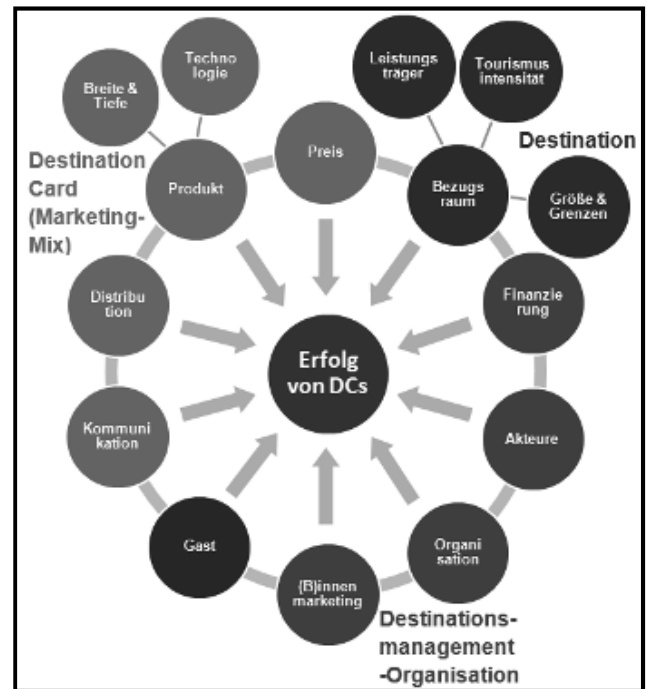 Techno
logie
Breite &
Tiefe
Leistungs
träger
Tourismus
intensität
Preis
Destination
Destination
Card
(Marketing-
Mix)
Produkt
Bezugs
raum
Größe &
Grenzen
Distribu
tion
Finanzie
rung
Erfolg
von DCs
Kommuni
kation
Akteure
Gast
Organi
sation
(B)innen
marketing
Destinations-
management
-Organisation